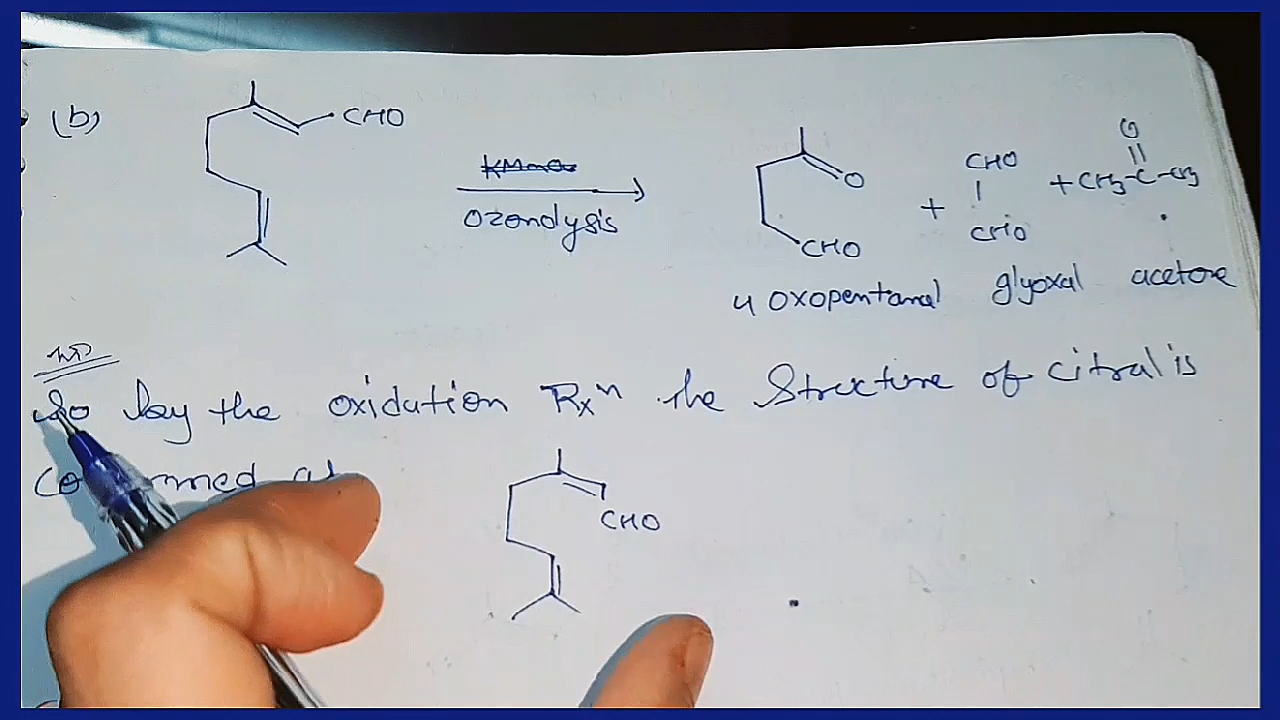 (b)
CHO
KMnO4
Ozonolysis
O
CHO
+
CHO
CHO
+ CH3-C-CH3
O
4 oxopentanal glyoxal acetone
So by the oxidation Rxn the Structure of citral is
CHO